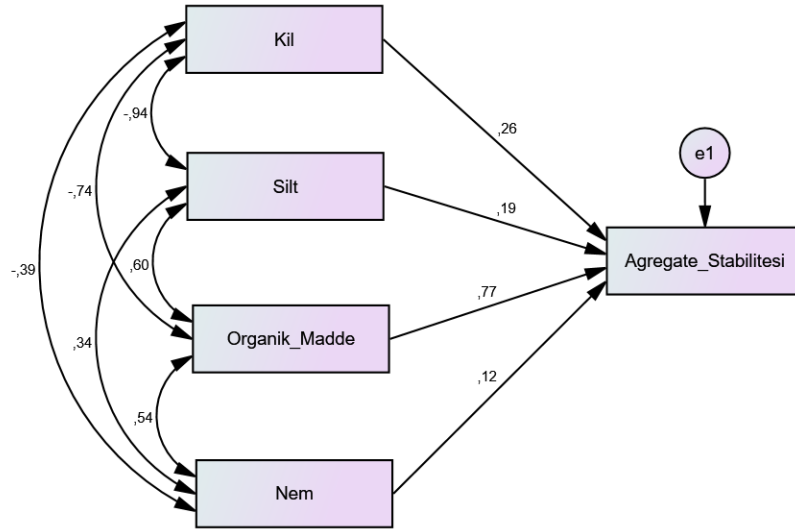 Kil
-,94
,26
e1
Silt
-,74
,19
Agregate_Stabilitesi
-,39
,60
,77
Organik_Madde
,34
,12
,54
Nem